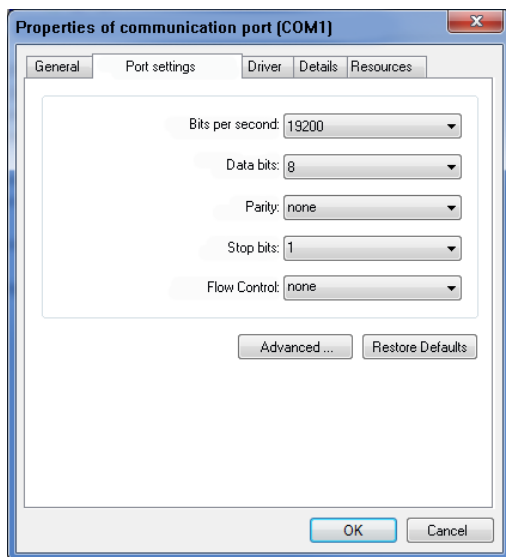 Properties of communication port (COM1)
General Port settings Driver Details Resources
Bits per second: 19200
Data bits: 8
Parity: none
Stop bits: 1
Flow Control: none
Advanced ... Restore Defaults
OK Cancel